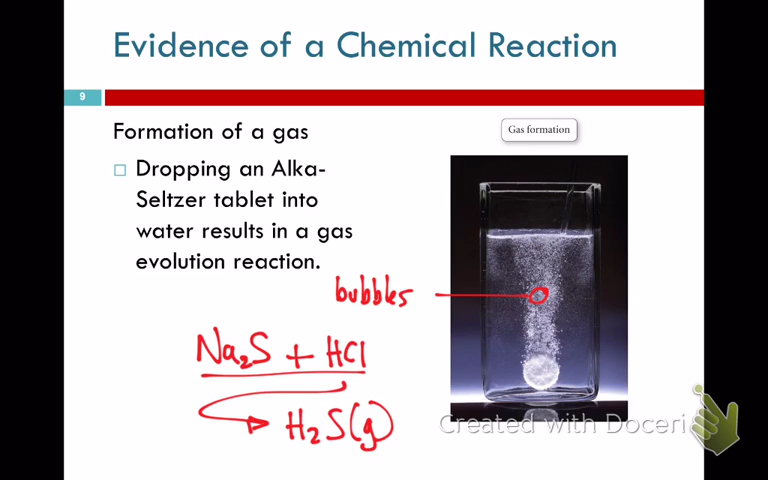 Evidence of a Chemical Reaction
9
Formation of a gas
Gas formation
Dropping an Alka-
Seltzer tablet into
water results in a gas
evolution reaction.
bubbles
Na₂S + HCl
H₂S(g)
Created with Doceri